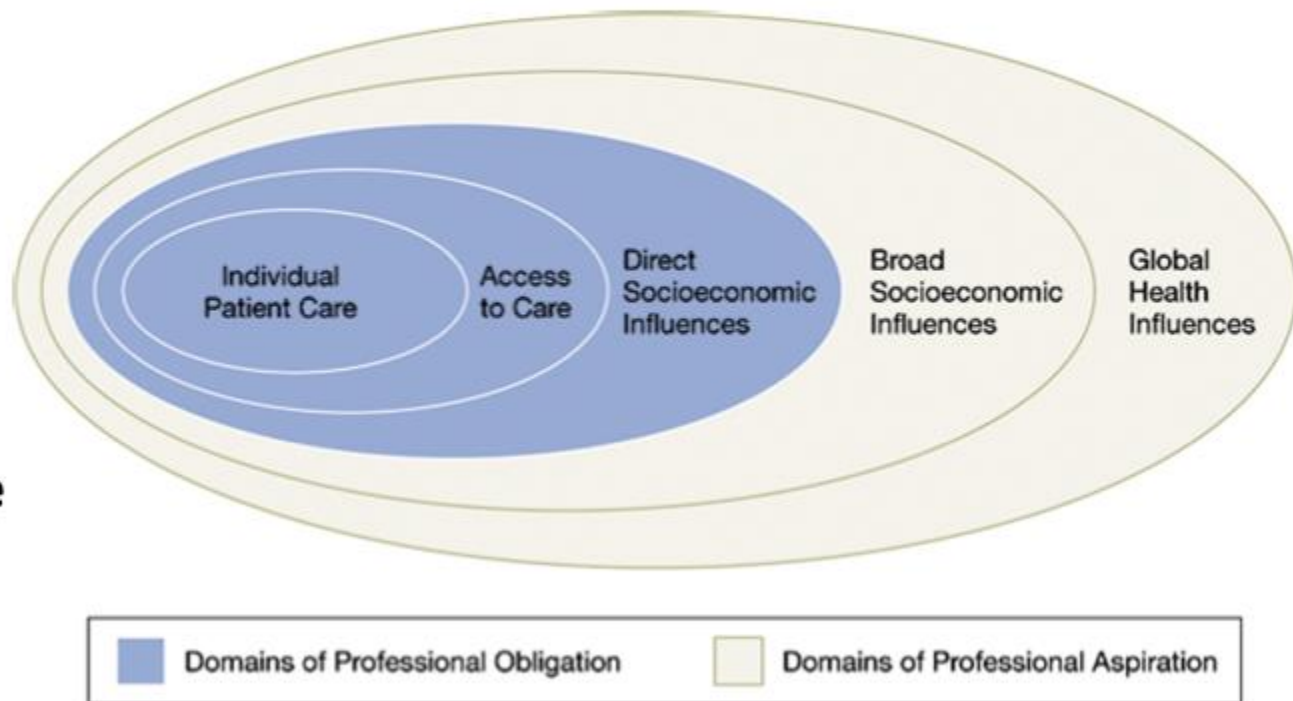 Individual
Patient Care
Access
to Care
Direct
Socioeconomic
Influences
Broad
Socioeconomic
Influences
Global
Health
Influences
e
Domains of Professional Obligation
Domains of Professional Aspiration